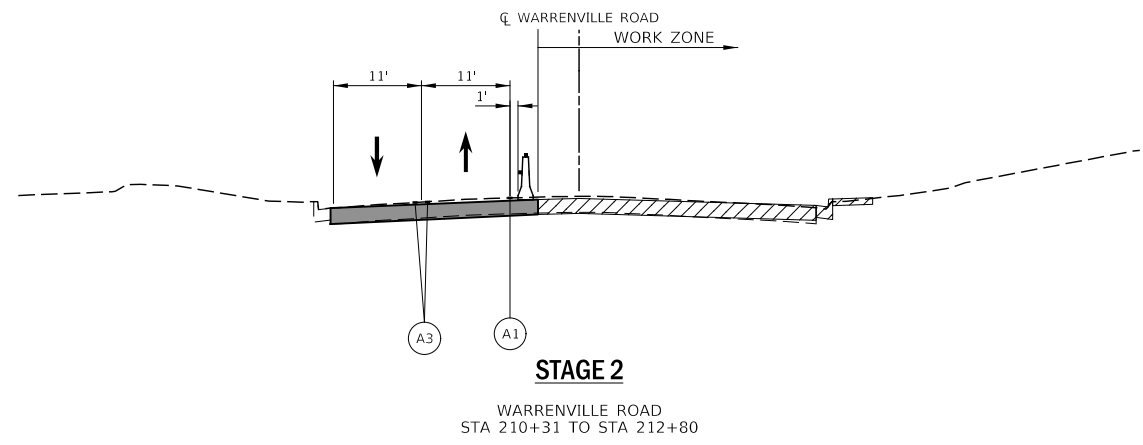 ℄ WARRENVILLE ROAD
WORK ZONE
11'
11'
1'
A3
A1
STAGE 2
WARRENVILLE ROAD
STA 210+31 TO STA 212+80